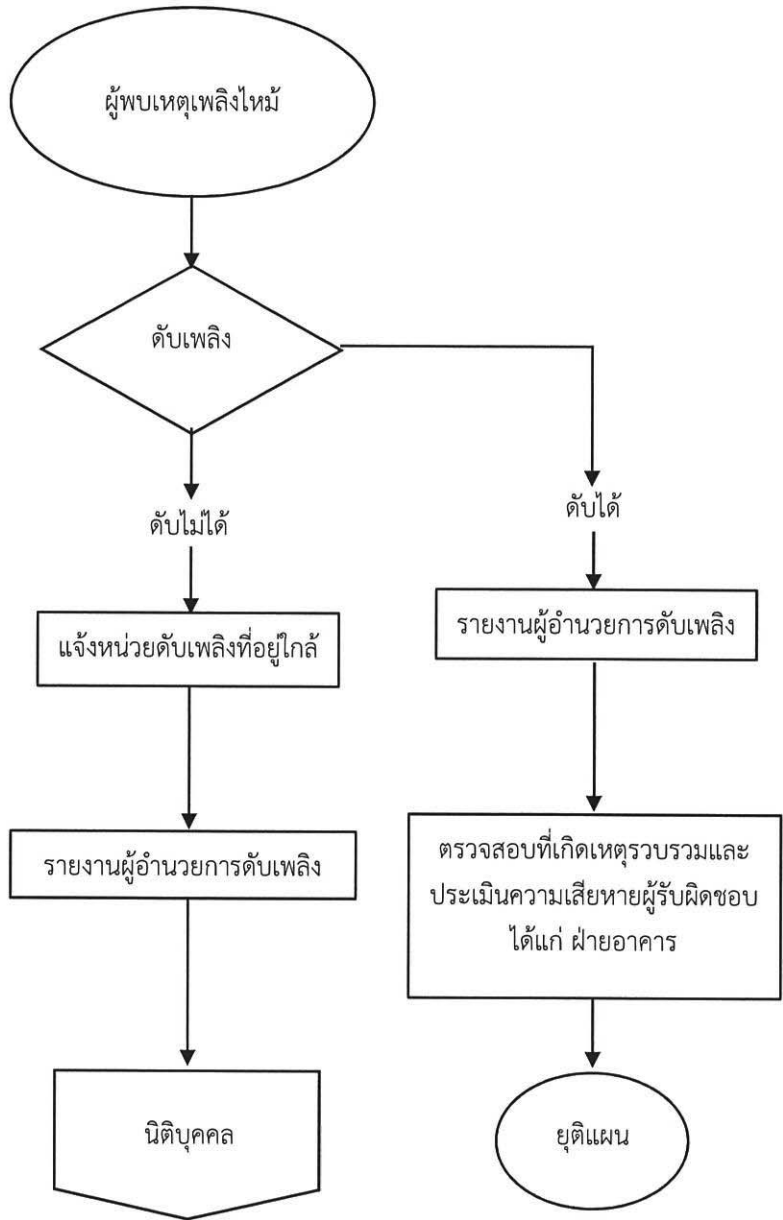 ผู้พบเหตุเพลิงไหม้
ดับเพลิง
ดับไม่ได้
ดับได้
แจ้งหน่วยดับเพลิงที่อยู่ใกล้
รายงานผู้อำนวยการดับเพลิง
รายงานผู้อำนวยการดับเพลิง
ตรวจสอบที่เกิดเหตุรวบรวมและ
ประเมินความเสียหายผู้รับผิดชอบ
ได้แก่ ฝ่ายอาคาร
นิติบุคคล
ยุติแผน